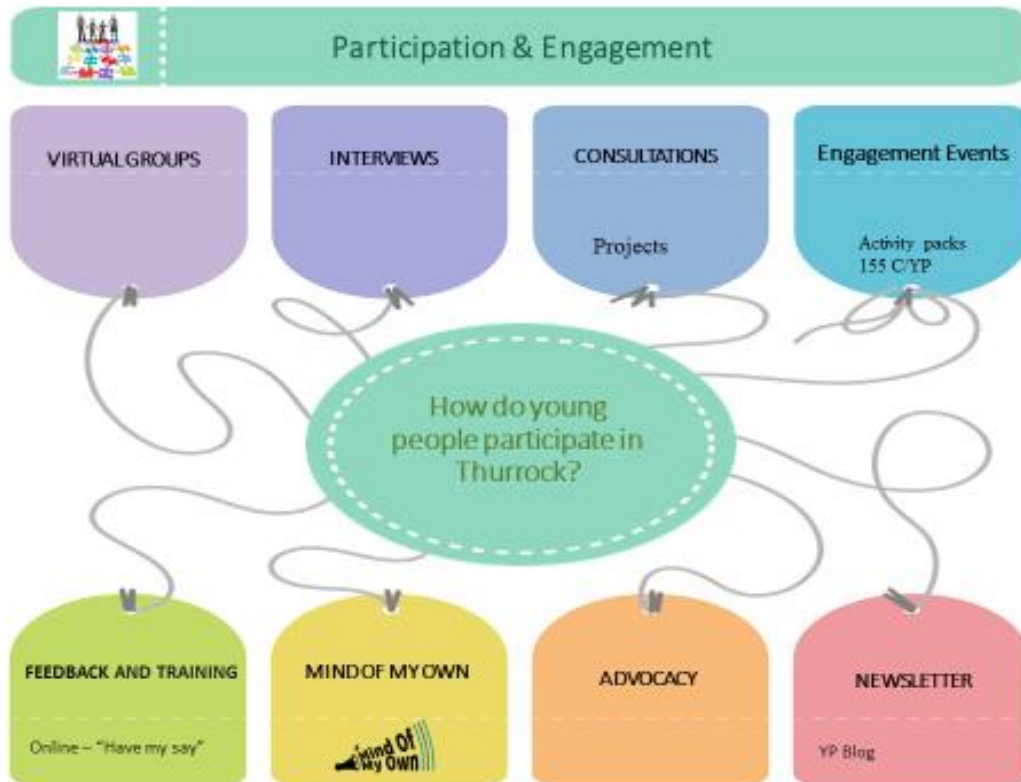 Participation & Engagement
VIRTUAL GROUPS
INTERVIEWS
CONSULTATIONS
Projects
Engagement Events
Activity packs
155 C/YP
How do young
people participate in
Thurrock?
FEEDBACK AND TRAINING
Online – "Have my say"
MIND OF MY OWN
Mind Of
My Own
ADVOCACY
NEWSLETTER
YP Blog